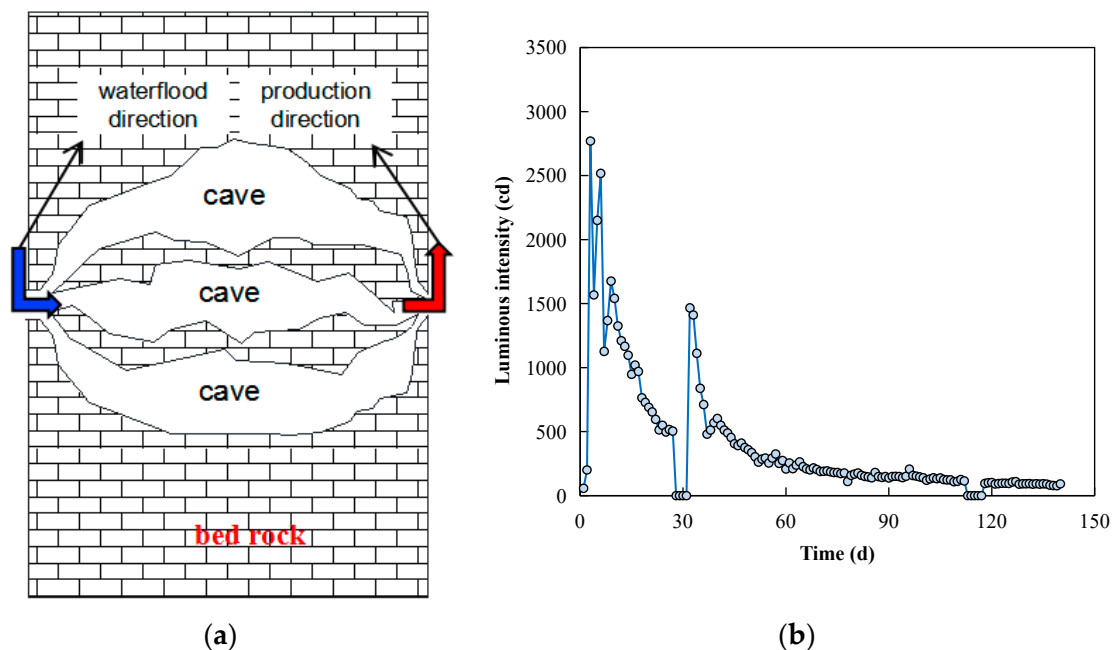 waterflood
direction
production
direction
cave
cave
cave
bed rock
(a)
3500
3000
2500
2000
1500
1000
500
0
Luminous intensity (cd)
0
30
60
90
120
150
Time (d)
(b)